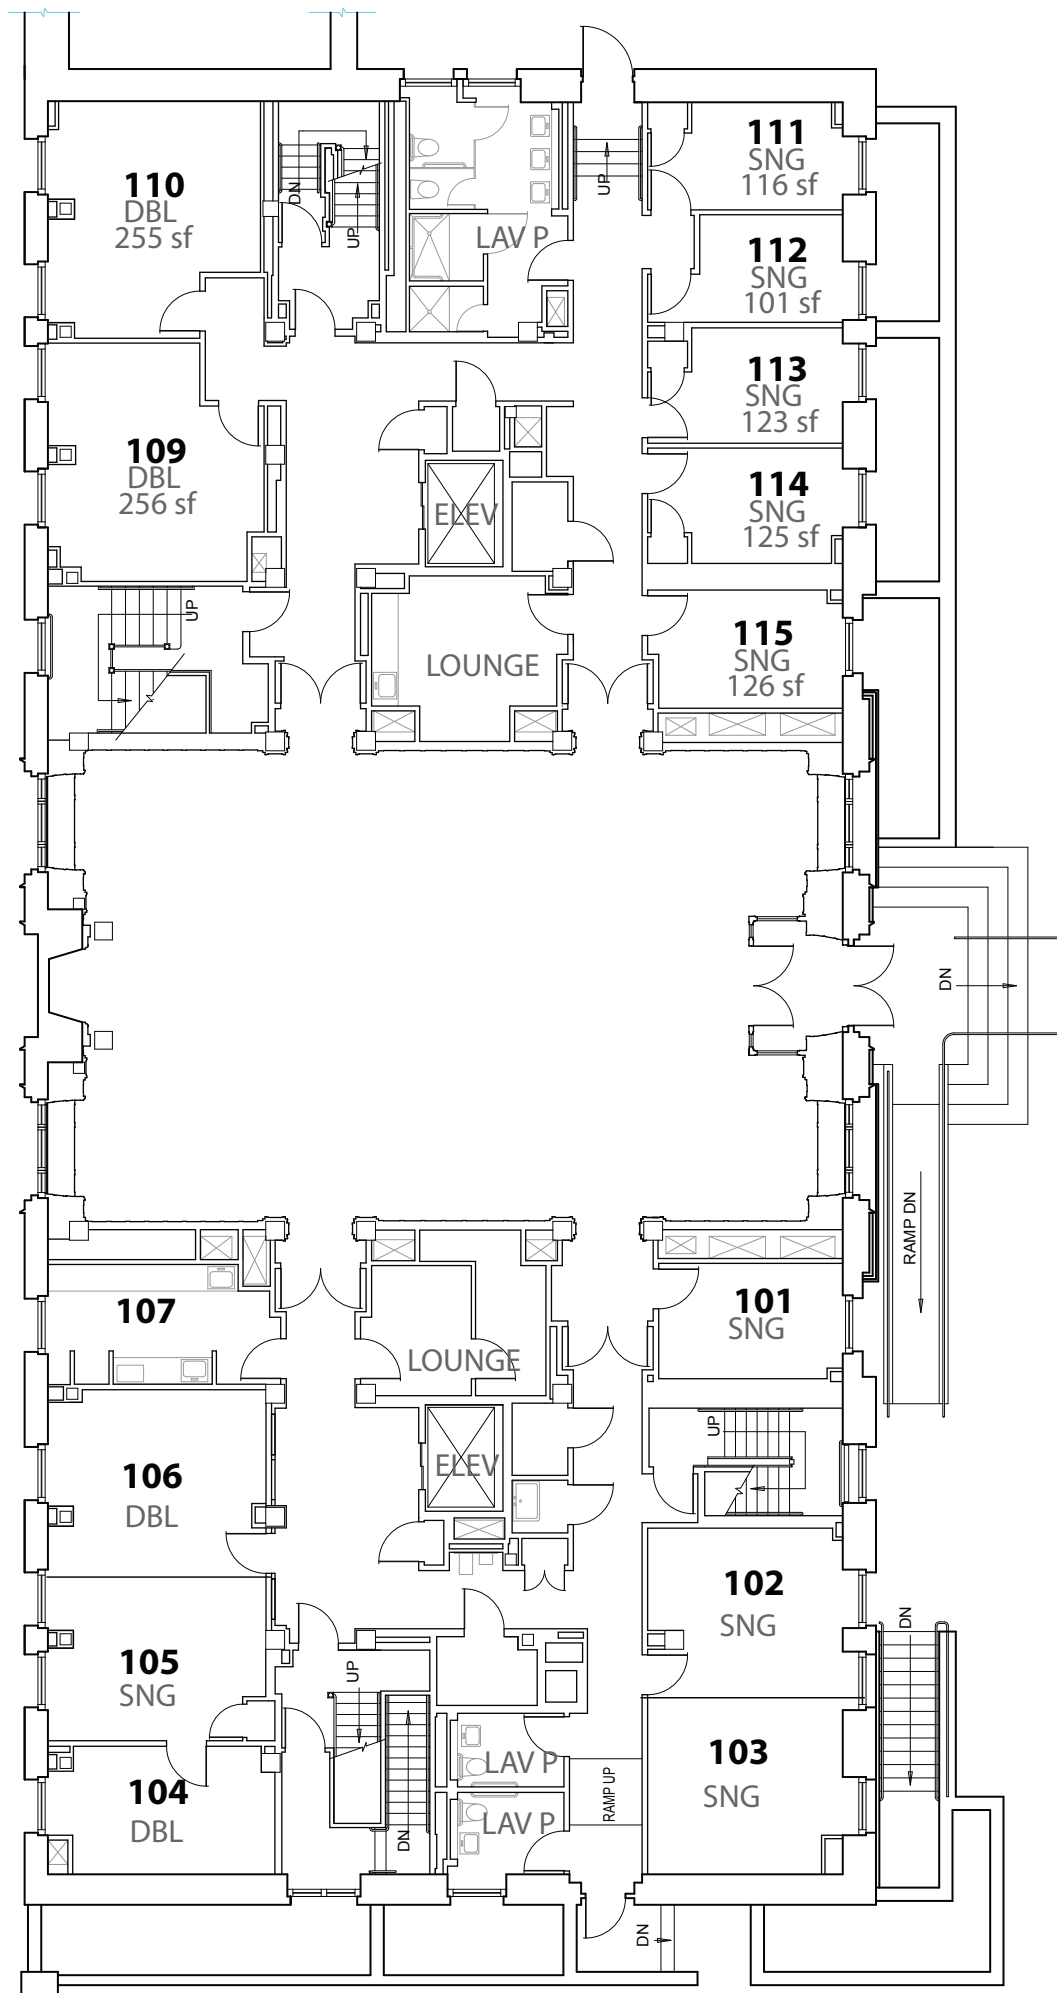 111
SNG
116 sf
110
DBL
255 sf
DN
UP
UP
LAV P
112
SNG
101 sf
113
SNG
123 sf
109
DBL
256 sf
ELEV
114
SNG
125 sf
UP
LOUNGE
115
SNG
126 sf
DN
RAMP DN
107
101
SNG
LOUNGE
UP
106
DBL
ELEV
102
SNG
DN
105
SNG
UP
LAV P
103
SNG
104
DBL
RAMP UP
LAV P
DN
DN